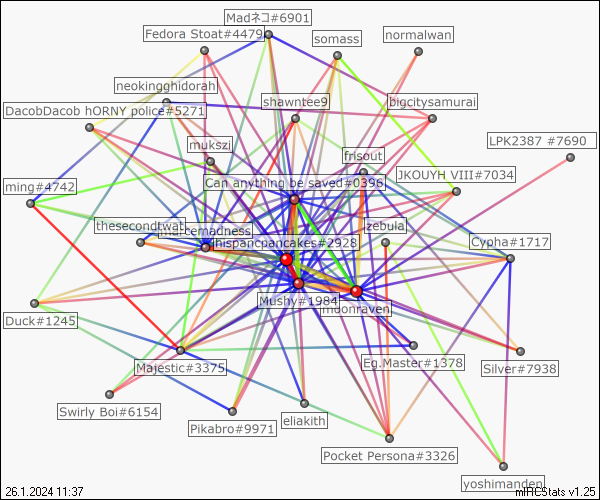 Madネコ#6901
Fedora Stoat#4479
somass
normalwan
neokingghidorah
shawntee9
bigcitysamurai
DacobDacob hORNY police#5271
mukszi
LPK2387 #7690
frisout
JKOUYH VIII#7034
Can anything be saved#0396
ming#4742
thesecondtwat
marcemadness
zebula
hispancpancakes#2928
Cypha#1717
Mushy#1984
moonraven
Duck#1245
Eg.Master#1378
Majestic#3375
Silver#7938
Swirly Boi#6154
eliakith
Pikabro#9971
Pocket Persona#3326
yoshimanden
26.1.2024 11:37
mIRCStats v1.25